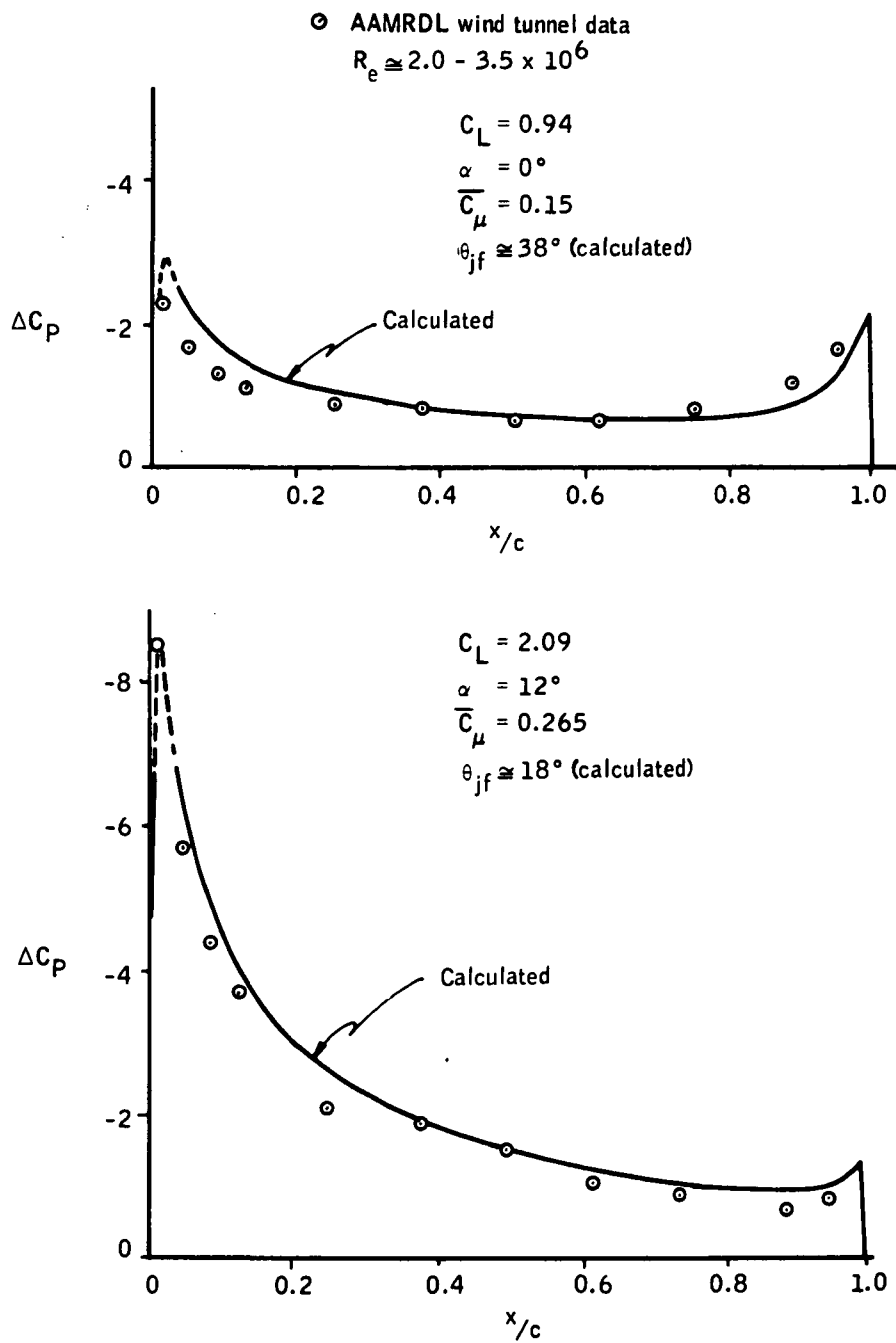 ⊙ AAMRDL wind tunnel data
R_e ≅ 2.0 - 3.5 x 10^6
C_L = 0.94
α = 0°
\overline{C}_μ = 0.15
θ_jf ≅ 38° (calculated)
-4
-2
0
ΔC_P
Calculated
0 0.2 0.4 0.6 0.8 1.0
x/c
C_L = 2.09
α = 12°
\overline{C}_μ = 0.265
θ_jf ≅ 18° (calculated)
-8
-6
-4
-2
0
ΔC_P
Calculated
0 0.2 0.4 0.6 0.8 1.0
x/c